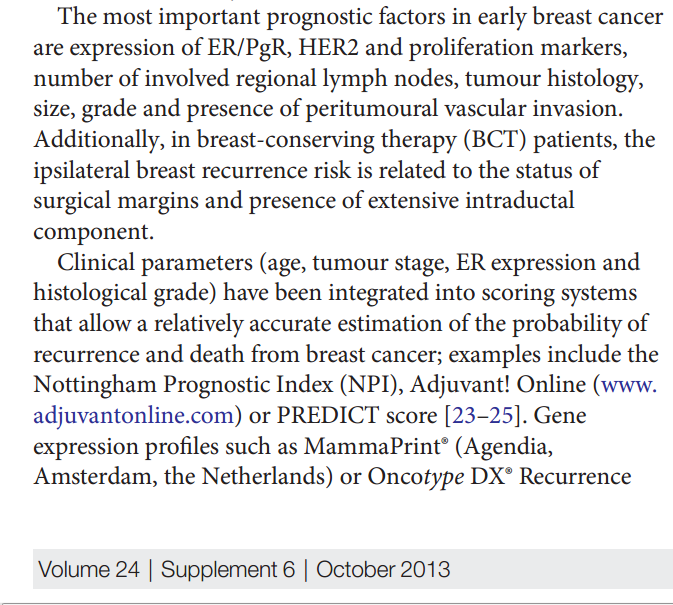 The most important prognostic factors in early breast cancer
are expression of ER/PgR, HER2 and proliferation markers,
number of involved regional lymph nodes, tumour histology,
size, grade and presence of peritumoural vascular invasion.
Additionally, in breast-conserving therapy (BCT) patients, the
ipsilateral breast recurrence risk is related to the status of
surgical margins and presence of extensive intraductal
component.
Clinical parameters (age, tumour stage, ER expression and
histological grade) have been integrated into scoring systems
that allow a relatively accurate estimation of the probability of
recurrence and death from breast cancer; examples include the
Nottingham Prognostic Index (NPI), Adjuvant! Online (www.
adjuvantonline.com) or PREDICT score [23–25]. Gene
expression profiles such as MammaPrint® (Agendia,
Amsterdam, the Netherlands) or Oncotype DX® Recurrence
Volume 24 | Supplement 6 | October 2013